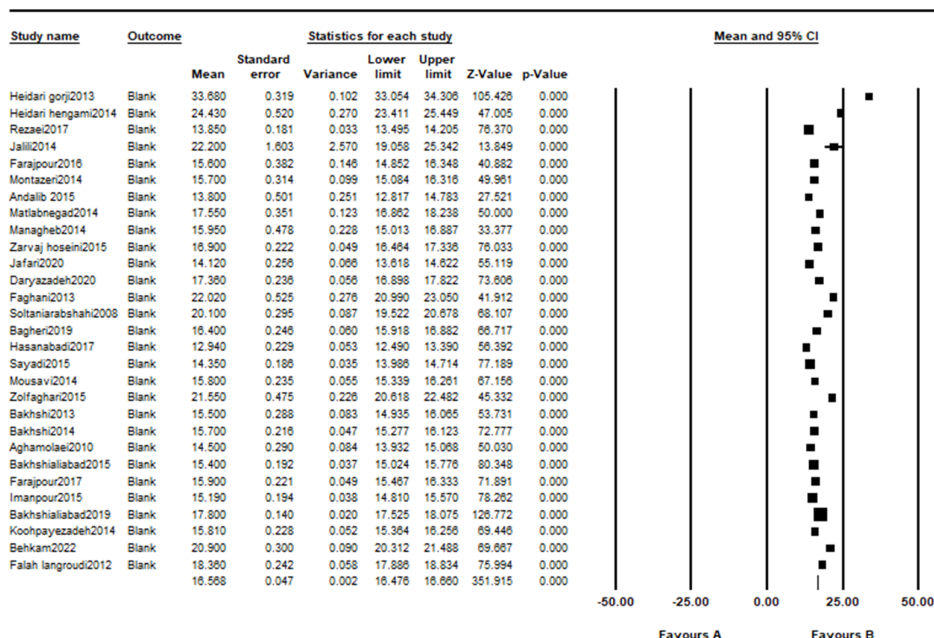 Study name Outcome Statistics for each study Mean and 95% CI
Standard Lower Upper
Mean error Variance limit limit Z-Value p-Value
Heidari gorji2013 Blank 33.680 0.319 0.102 33.054 34.306 105.426 0.000
Heidari hengami2014 Blank 24.430 0.520 0.270 23.411 25.449 47.005 0.000
Rezaei2017 Blank 13.850 0.181 0.033 13.495 14.205 76.370 0.000
Jalili2014 Blank 22.200 1.603 2.570 19.058 25.342 13.849 0.000
Farajpour2016 Blank 15.600 0.382 0.146 14.852 16.348 40.882 0.000
Montazeri2014 Blank 15.700 0.314 0.099 15.084 16.316 49.961 0.000
Andalib 2015 Blank 13.800 0.501 0.251 12.817 14.783 27.521 0.000
Matlabnegad2014 Blank 17.550 0.351 0.123 16.862 18.238 50.000 0.000
Managheb2014 Blank 15.950 0.478 0.228 15.013 16.887 33.377 0.000
Zarvaj hoseini2015 Blank 16.900 0.222 0.049 16.464 17.336 76.033 0.000
Jafari2020 Blank 14.120 0.256 0.066 13.618 14.622 55.119 0.000
Daryazadeh2020 Blank 17.360 0.236 0.056 16.898 17.822 73.606 0.000
Faghani2013 Blank 22.020 0.525 0.276 20.990 23.050 41.912 0.000
Soltaniarabshahi2008 Blank 20.100 0.295 0.087 19.522 20.678 68.107 0.000
Bagheri2019 Blank 16.400 0.246 0.060 15.918 16.882 66.717 0.000
Hasanabadi2017 Blank 12.940 0.229 0.053 12.490 13.390 56.392 0.000
Sayadi2015 Blank 14.350 0.186 0.035 13.986 14.714 77.189 0.000
Mousavi2014 Blank 15.800 0.235 0.055 15.339 16.261 67.156 0.000
Zolfaghari2015 Blank 21.550 0.475 0.226 20.618 22.482 45.332 0.000
Bakhshi2013 Blank 15.500 0.288 0.083 14.935 16.065 53.731 0.000
Bakhshi2014 Blank 15.700 0.216 0.047 15.277 16.123 72.777 0.000
Aghamolaei2010 Blank 14.500 0.290 0.084 13.932 15.068 50.030 0.000
Bakhshialiabad2015 Blank 15.400 0.192 0.037 15.024 15.776 80.348 0.000
Farajpour2017 Blank 15.900 0.221 0.049 15.467 16.333 71.891 0.000
Imanpour2015 Blank 15.190 0.194 0.038 14.810 15.570 78.262 0.000
Bakhshialiabad2019 Blank 17.800 0.140 0.020 17.525 18.075 126.772 0.000
Koohpayezadeh2014 Blank 15.810 0.228 0.052 15.364 16.256 69.446 0.000
Behkam2022 Blank 20.900 0.300 0.090 20.312 21.488 69.667 0.000
Falah langroudi2012 Blank 18.360 0.242 0.058 17.886 18.834 75.994 0.000
16.568 0.047 0.002 16.476 16.660 351.915 0.000
-50.00 -25.00 0.00 25.00 50.00
Favours A Favours B